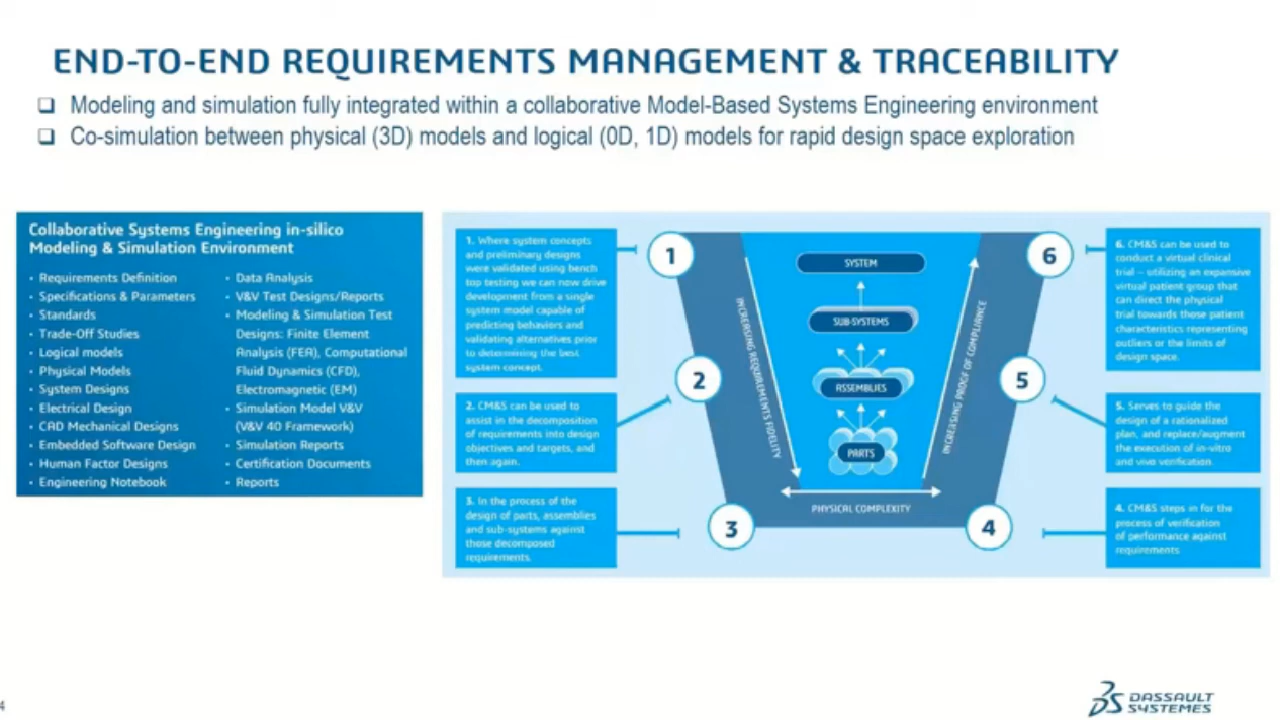 END-TO-END REQUIREMENTS MANAGEMENT & TRACEABILITY
❑ Modeling and simulation fully integrated within a collaborative Model-Based Systems Engineering environment
❑ Co-simulation between physical (3D) models and logical (0D, 1D) models for rapid design space exploration
Collaborative Systems Engineering in-silico
Modeling & Simulation Environment
• Requirements Definition
• Specifications & Parameters
• Standards
• Trade-Off Studies
• Logical models
• Physical Models
• System Designs
• Electrical Design
• CAD Mechanical Designs
• Embedded Software Design
• Human Factor Designs
• Engineering Notebook
• Data Analysis
• V&V Test Designs/Reports
• Modeling & Simulation Test
Designs: Finite Element
Analysis (FEA), Computational
Fluid Dynamics (CFD),
Electromagnetic (EM)
• Simulation Model V&V
(V&V 40 Framework)
• Simulation Reports
• Certification Documents
• Reports
1. Where system concepts
and preliminary designs
were validated using bench
top testing we can now drive
development from a single
system model capable of
predicting behaviors and
validating alternatives prior
to determining the best
system concept.
2. CM&S can be used to
assist in the decomposition
of requirements into design
objectives and targets, and
then again.
3. In the process of the
design of parts, assemblies
and sub-systems against
those decomposed
requirements.
1
2
3
INCREASING REQUIREMENTS FIDELITY
SYSTEM
SUB-SYSTEMS
ASSEMBLIES
PARTS
PHYSICAL COMPLEXITY
INCREASING PROOF OF COMPLIANCE
6
5
4
6. CM&S can be used to
conduct a virtual clinical
trial – utilizing an expansive
virtual patient group that
can direct the physical
trial towards those patient
characteristics representing
outliers or the limits of
design space.
5. Serves to guide the
design of a rationalized
plan, and replace/augment
the execution of in-vitro
and vivo verification.
4. CM&S steps in for the
process of verification
of performance against
requirements
4
DASSAULT
SYSTEMES